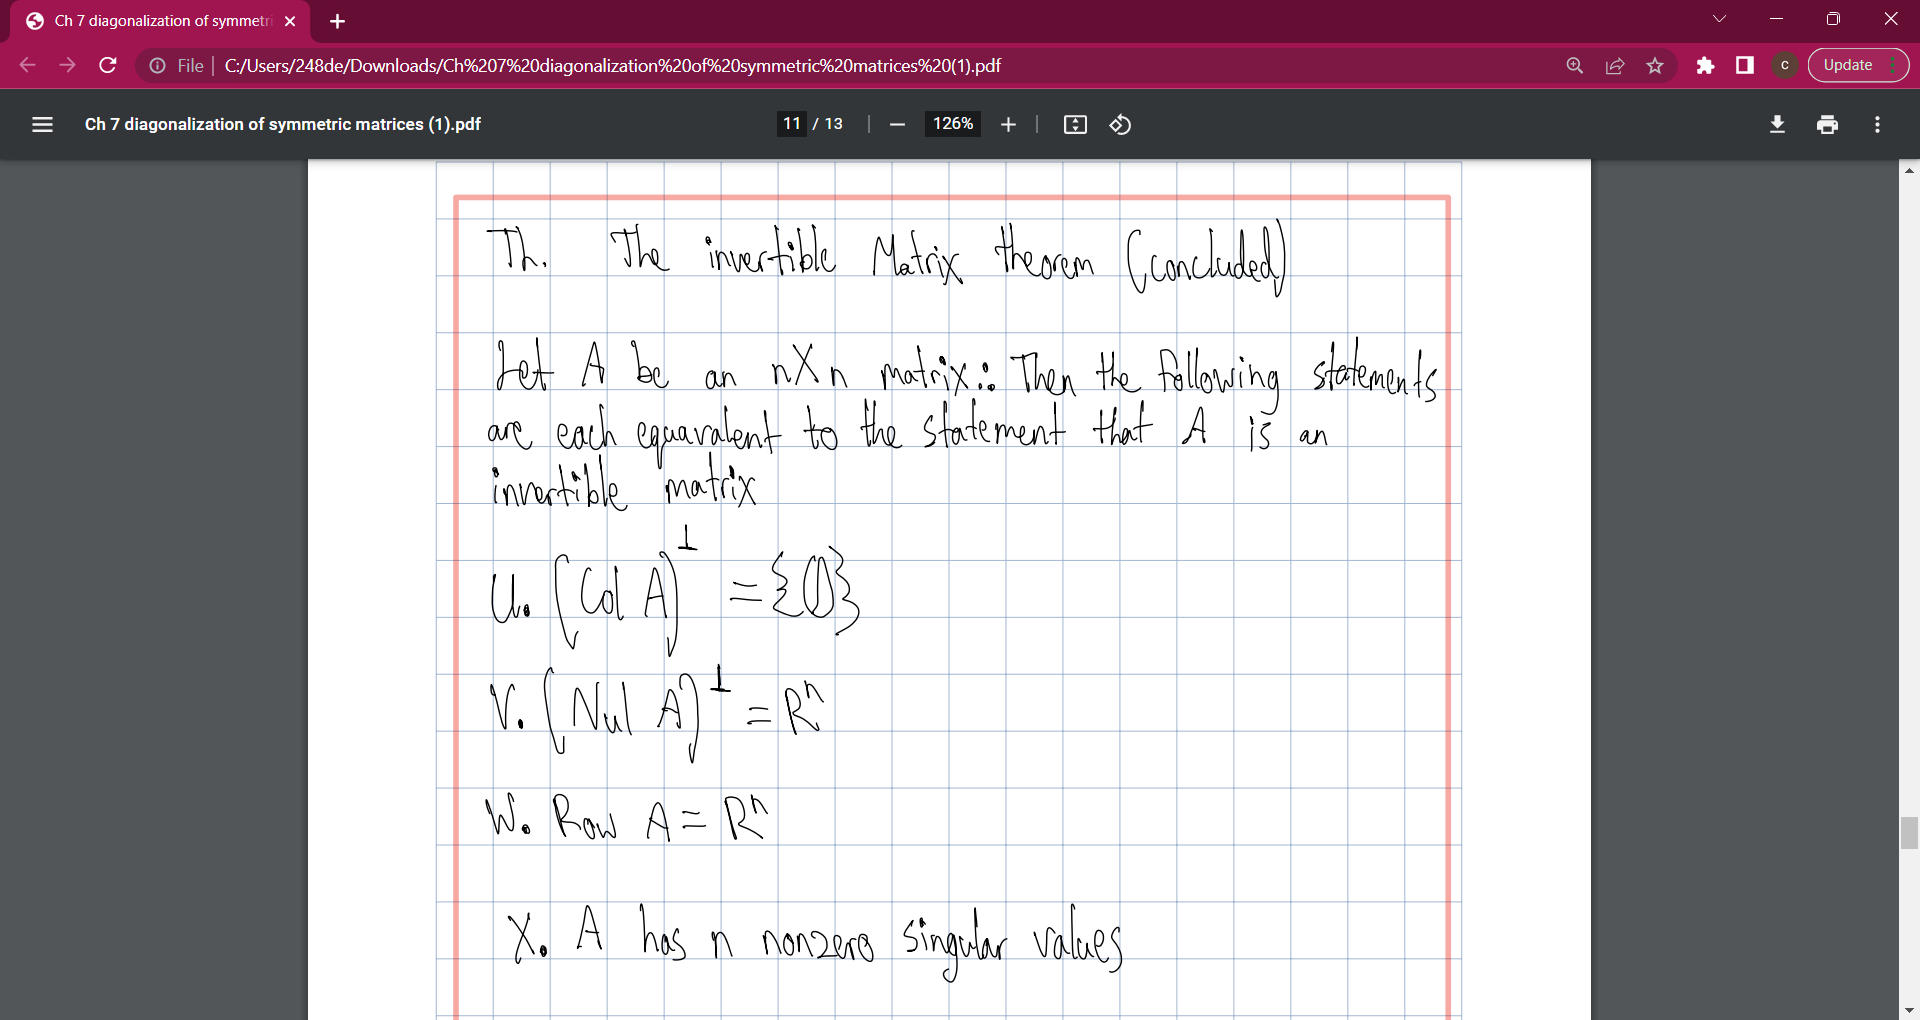 Ch 7 diagonalization of symmetri
File | C:/Users/248de/Downloads/Ch%207%20diagonalization%20of%20symmetric%20matrices%20(1).pdf
C
Update
Ch 7 diagonalization of symmetric matrices (1).pdf
11 / 13
126%
Th. The invertible Matrix theorem (concluded)
Let A be an nXn matrix. Then the following statements
are each equavalent to the statement that A is an
invertible matrix
U. (Col A)⊥ = {0}
V. (Nul A)⊥ = Rⁿ
W. Row A = Rⁿ
X. A has n nonzero singular values